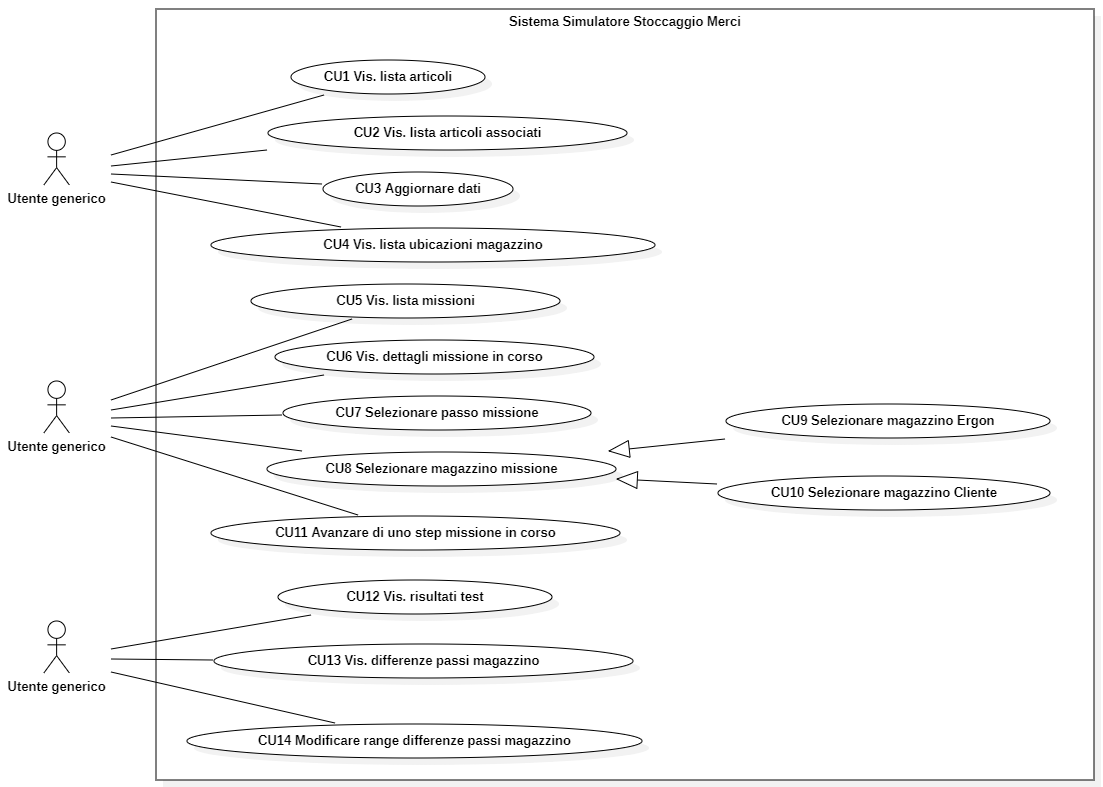 Sistema Simulatore Stoccaggio Merci
CU1 Vis. lista articoli
CU2 Vis. lista articoli associati
CU3 Aggiornare dati
Utente generico
CU4 Vis. lista ubicazioni magazzino
CU5 Vis. lista missioni
CU6 Vis. dettagli missione in corso
CU7 Selezionare passo missione
CU9 Selezionare magazzino Ergon
Utente generico
CU8 Selezionare magazzino missione
CU10 Selezionare magazzino Cliente
CU11 Avanzare di uno step missione in corso
CU12 Vis. risultati test
CU13 Vis. differenze passi magazzino
Utente generico
CU14 Modificare range differenze passi magazzino